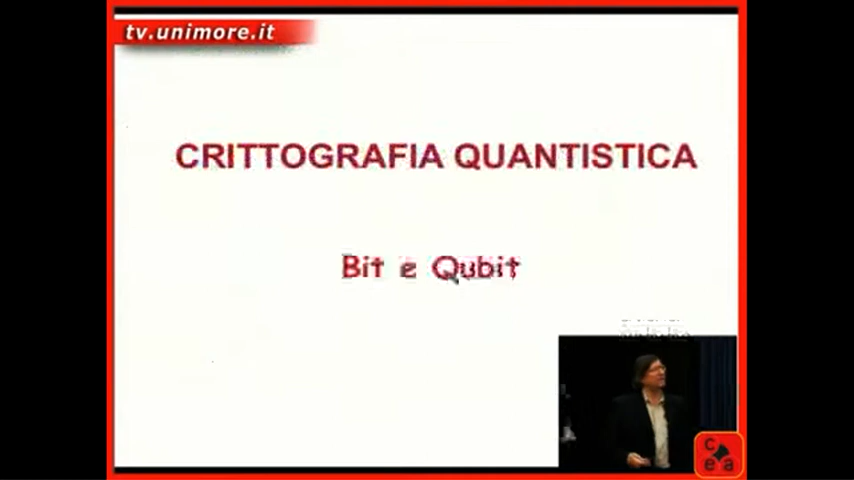 tv.unimore.it
CRITTOGRAFIA QUANTISTICA
Bit e Qubit
c
e a